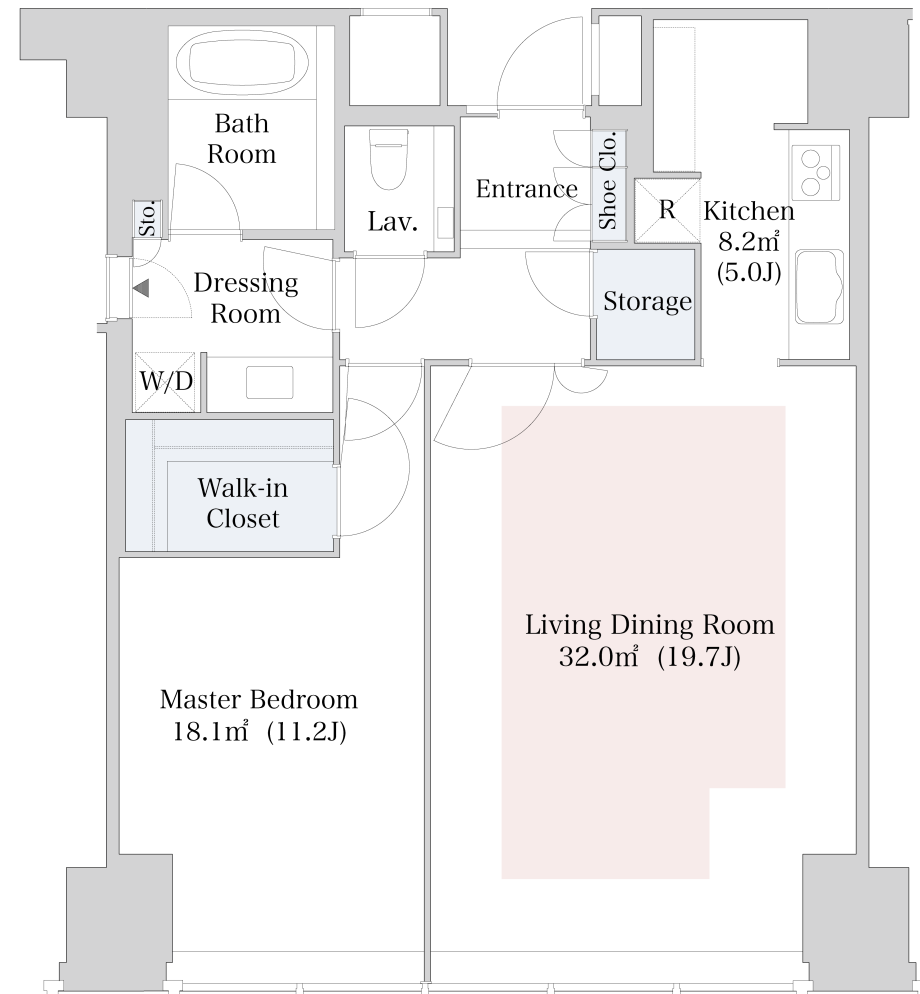 Bath
Room
Lav.
Entrance
Shoe Clo.
R
Kitchen
8.2㎡
(5.0J)
Sto.
Dressing
Room
Storage
W/D
Walk-in
Closet
Living Dining Room
32.0㎡ (19.7J)
Master Bedroom
18.1㎡ (11.2J)